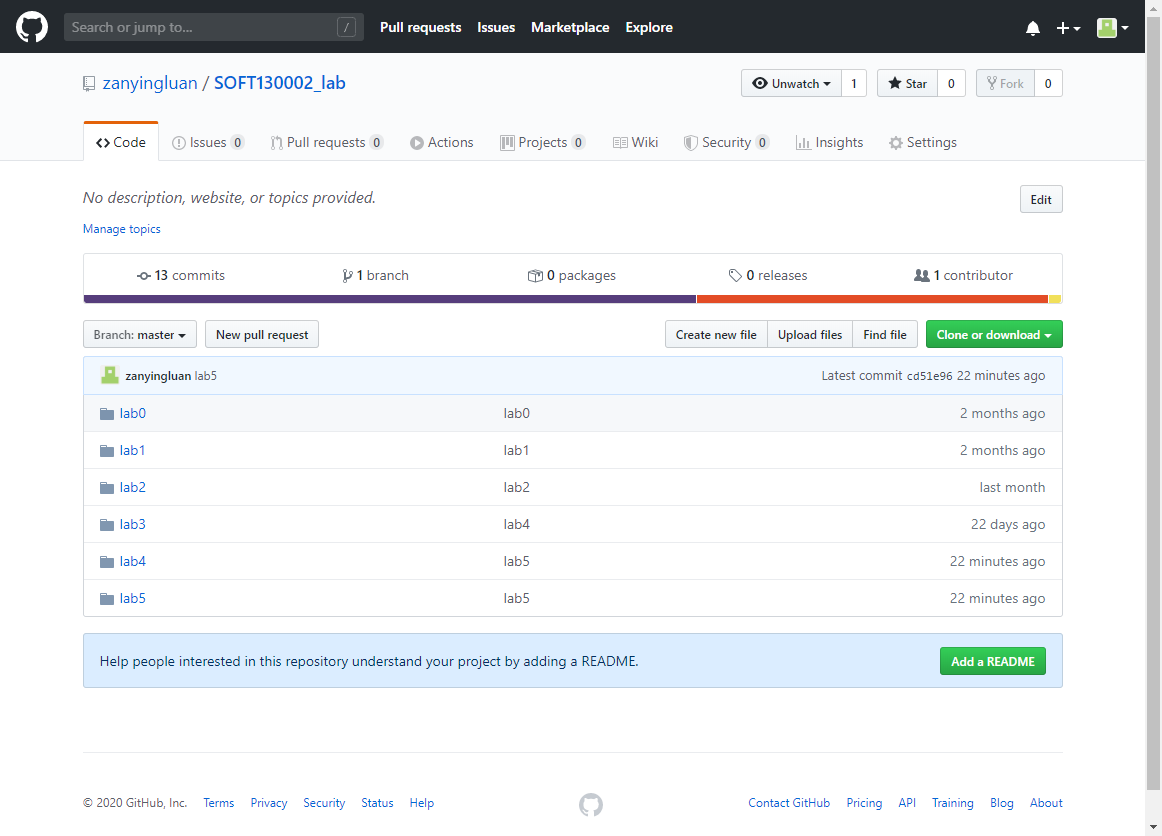 Search or jump to... / Pull requests Issues Marketplace Explore
zanyingluan / SOFT130002_lab Unwatch 1 Star 0 Fork 0
Code Issues 0 Pull requests 0 Actions Projects 0 Wiki Security 0 Insights Settings
No description, website, or topics provided. Edit
Manage topics
13 commits 1 branch 0 packages 0 releases 1 contributor
Branch: master New pull request Create new file Upload files Find file Clone or download
zanyingluan lab5 Latest commit cd51e96 22 minutes ago
lab0 lab0 2 months ago
lab1 lab1 2 months ago
lab2 lab2 last month
lab3 lab4 22 days ago
lab4 lab5 22 minutes ago
lab5 lab5 22 minutes ago
Help people interested in this repository understand your project by adding a README. Add a README
© 2020 GitHub, Inc. Terms Privacy Security Status Help Contact GitHub Pricing API Training Blog About